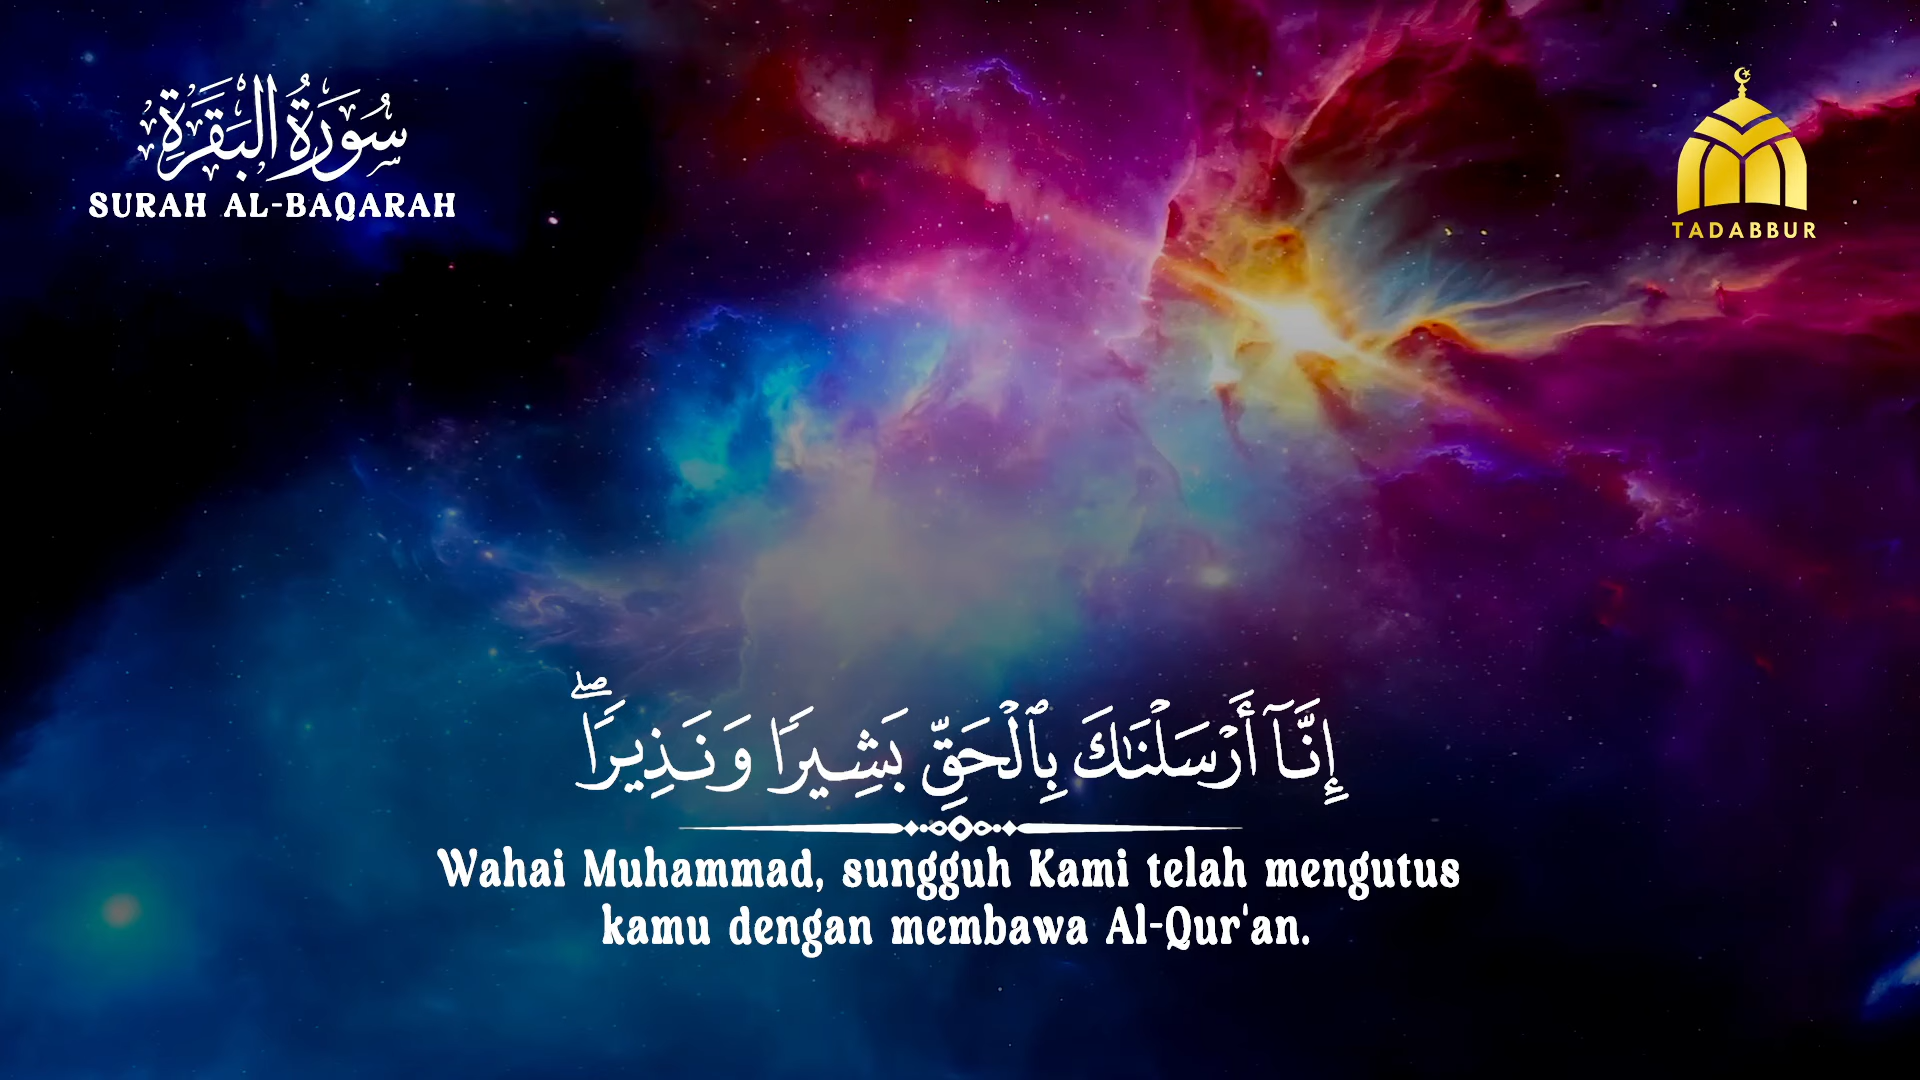 سُورَةُ البَقَرَةِ
SURAH AL-BAQARAH
TADABBUR
إِنَّآ أَرْسَلْنَٰكَ بِٱلْحَقِّ بَشِيرًا وَنَذِيرًا ۖ
Wahai Muhammad, sungguh Kami telah mengutus
kamu dengan membawa Al-Qur'an.